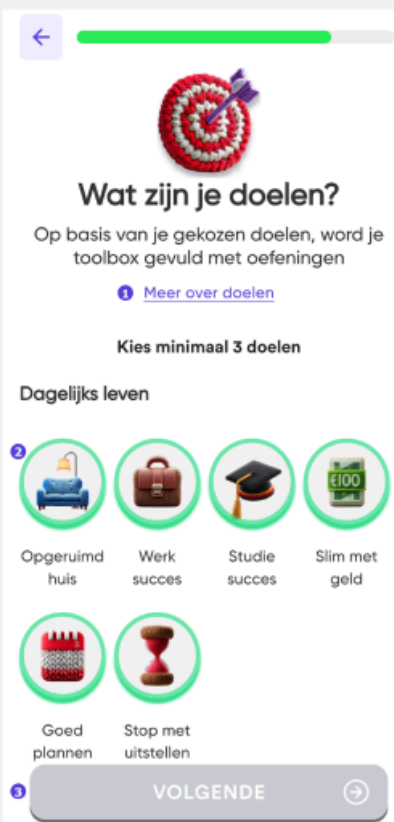 Wat zijn je doelen?
Op basis van je gekozen doelen, word je
toolbox gevuld met oefeningen
1 Meer over doelen
Kies minimaal 3 doelen
Dagelijks leven
2
€100
Opgeruimd
huis
Werk
succes
Studie
succes
Slim met
geld
Goed
plannen
Stop met
uitstellen
3 VOLGENDE